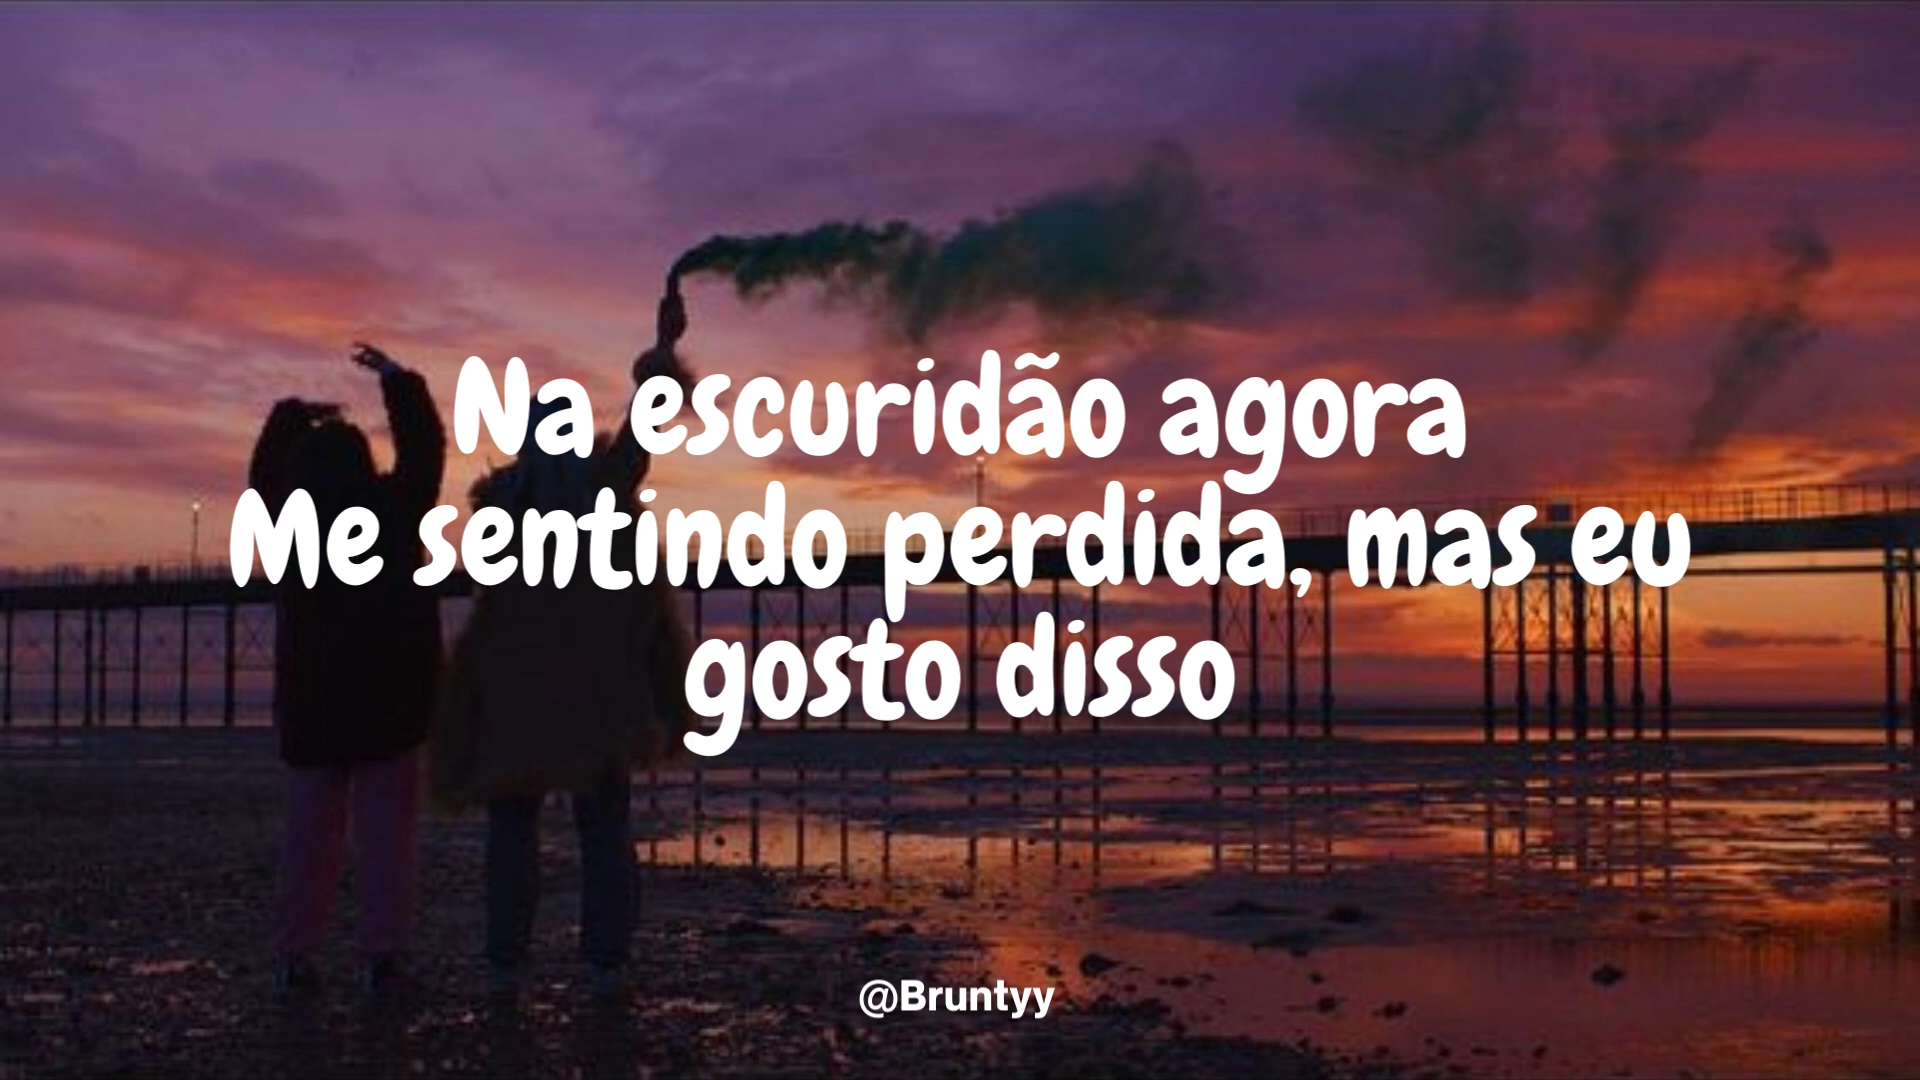 Na escuridão agora
Me sentindo perdida, mas eu
gosto disso
@Bruntyy